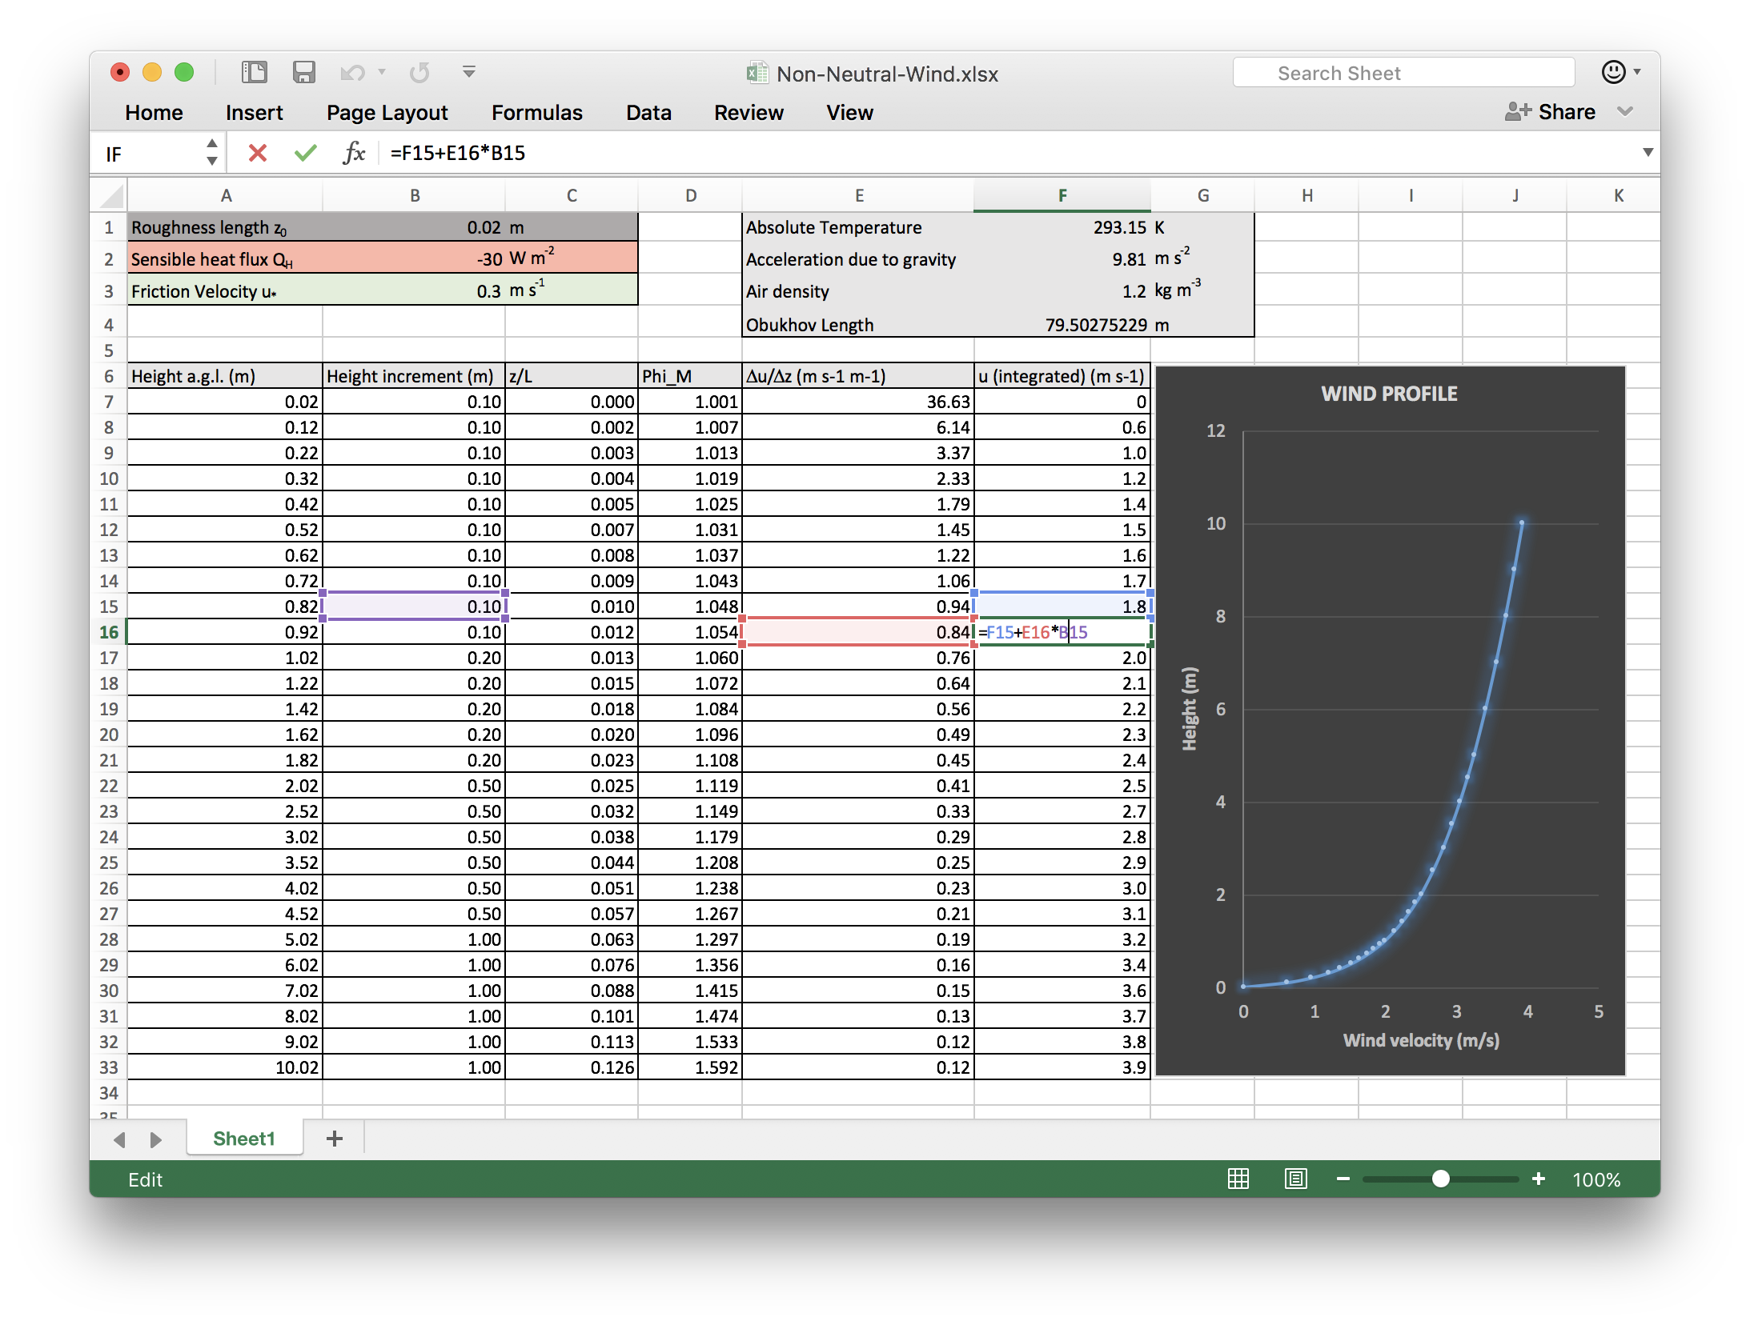 Non-Neutral-Wind.xlsx
Search Sheet
Home Insert Page Layout Formulas Data Review View Share
IF fx =F15+E16*B15
A B C D E F G H I J K
1 Roughness length z₀ 0.02 m Absolute Temperature 293.15 K
2 Sensible heat flux Q_H -30 W m⁻² Acceleration due to gravity 9.81 m s⁻²
3 Friction Velocity u* 0.3 m s⁻¹ Air density 1.2 kg m⁻³
4 Obukhov Length 79.50275229 m
5
6 Height a.g.l. (m) Height increment (m) z/L Phi_M Δu/Δz (m s-1 m-1) u (integrated) (m s-1)
7 0.02 0.10 0.000 1.001 36.63 0
8 0.12 0.10 0.002 1.007 6.14 0.6
9 0.22 0.10 0.003 1.013 3.37 1.0
10 0.32 0.10 0.004 1.019 2.33 1.2
11 0.42 0.10 0.005 1.025 1.79 1.4
12 0.52 0.10 0.007 1.031 1.45 1.5
13 0.62 0.10 0.008 1.037 1.22 1.6
14 0.72 0.10 0.009 1.043 1.06 1.7
15 0.82 0.10 0.010 1.048 0.94 1.8
16 0.92 0.10 0.012 1.054 0.84 =F15+E16*B15
17 1.02 0.20 0.013 1.060 0.76 2.0
18 1.22 0.20 0.015 1.072 0.64 2.1
19 1.42 0.20 0.018 1.084 0.56 2.2
20 1.62 0.20 0.020 1.096 0.49 2.3
21 1.82 0.20 0.023 1.108 0.45 2.4
22 2.02 0.50 0.025 1.119 0.41 2.5
23 2.52 0.50 0.032 1.149 0.33 2.7
24 3.02 0.50 0.038 1.179 0.29 2.8
25 3.52 0.50 0.044 1.208 0.25 2.9
26 4.02 0.50 0.051 1.238 0.23 3.0
27 4.52 0.50 0.057 1.267 0.21 3.1
28 5.02 1.00 0.063 1.297 0.19 3.2
29 6.02 1.00 0.076 1.356 0.16 3.4
30 7.02 1.00 0.088 1.415 0.15 3.6
31 8.02 1.00 0.101 1.474 0.13 3.7
32 9.02 1.00 0.113 1.533 0.12 3.8
33 10.02 1.00 0.126 1.592 0.12 3.9
34
35
WIND PROFILE
12
10
8
6
4
2
0
Height (m)
0 1 2 3 4 5
Wind velocity (m/s)
Sheet1 +
Edit 100%